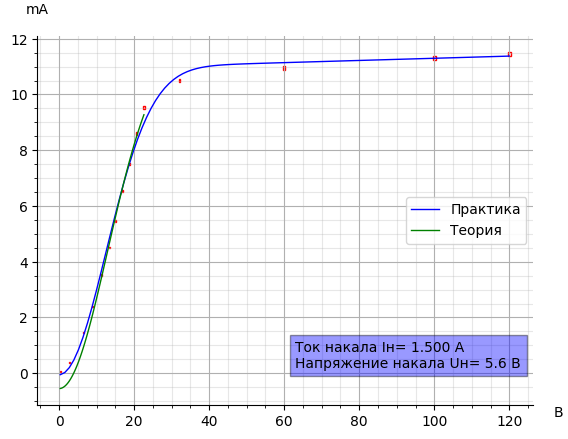 mA
12
10
8
6
4
2
0
Практика
Теория
Ток накала Iн= 1.500 А
Напряжение накала Uн= 5.6 В
0 20 40 60 80 100 120
В